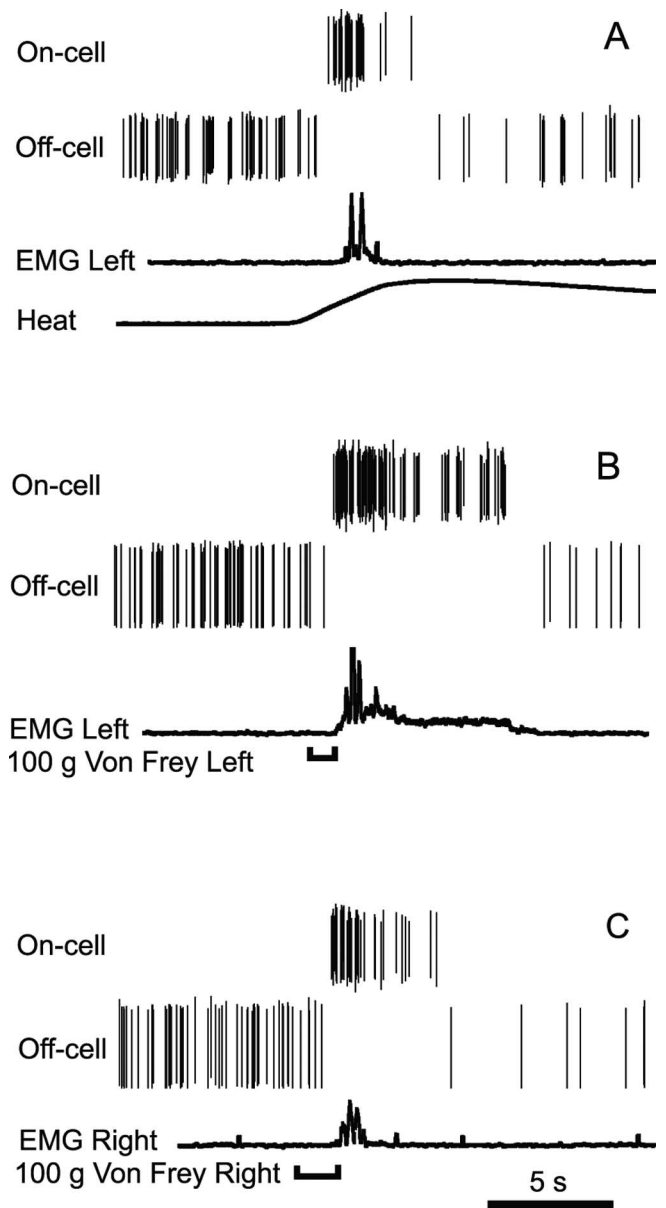 A
On-cell
Off-cell
EMG Left
Heat
B
On-cell
Off-cell
EMG Left
100 g Von Frey Left
C
On-cell
Off-cell
EMG Right
100 g Von Frey Right
5 s